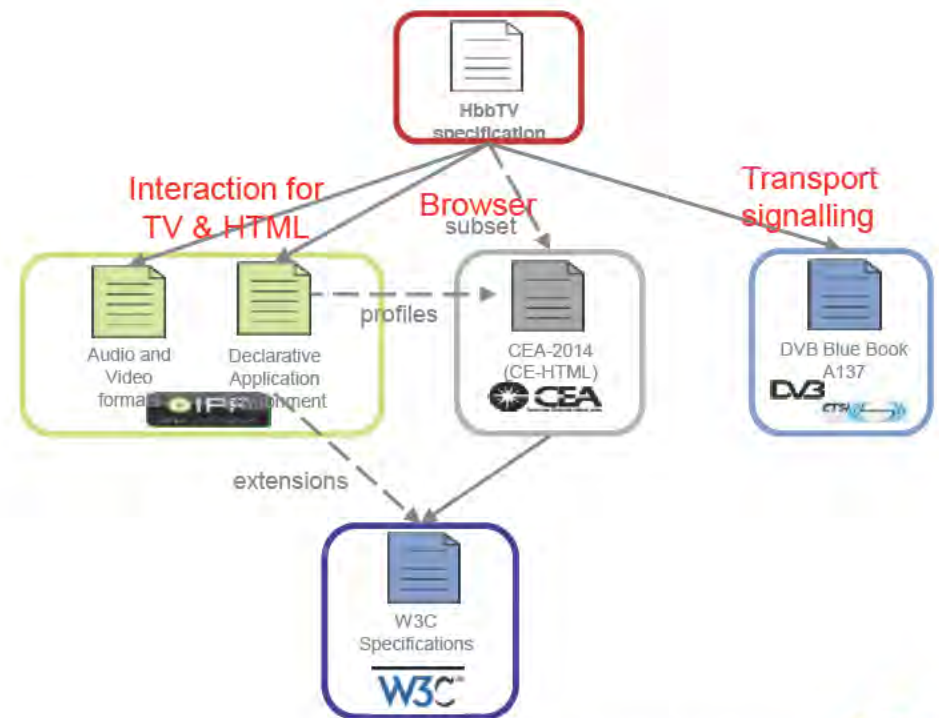 HbbTV
specification
Interaction for
TV & HTML
Browser
subset
Transport
signalling
profiles
Audio and
Video
Declarative
Application
CEA-2014
(CE-HTML)
CEA
DVB Blue Book
A137
DVB
extensions
W3C
Specifications
W3C